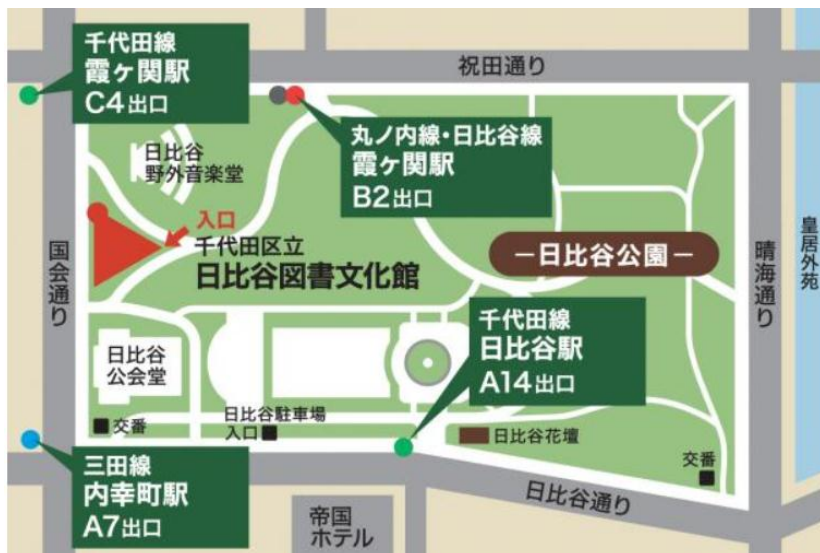 千代田線
霞ヶ関駅
C4出口
祝田通り
丸ノ内線・日比谷線
霞ヶ関駅
B2出口
日比谷
野外音楽堂
入口
千代田区立
日比谷図書文化館
国会通り
ー日比谷公園ー
晴海通り
皇居外苑
千代田線
日比谷駅
A14出口
日比谷
公会堂
交番
日比谷駐車場
入口
日比谷花壇
交番
三田線
内幸町駅
A7出口
日比谷通り
帝国
ホテル